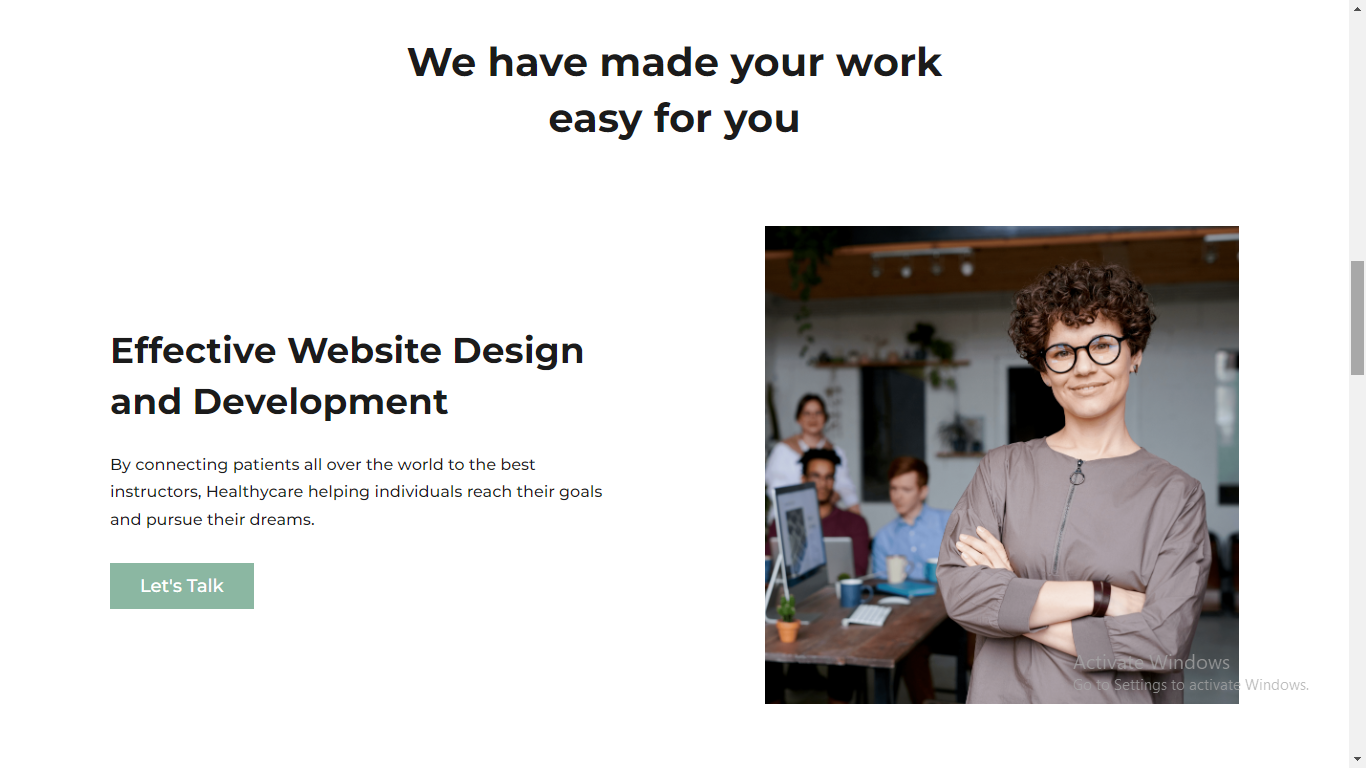 We have made your work
easy for you
Effective Website Design
and Development
By connecting patients all over the world to the best
instructors, Healthycare helping individuals reach their goals
and pursue their dreams.
Let's Talk
Activate Windows
Go to Settings to activate Windows.